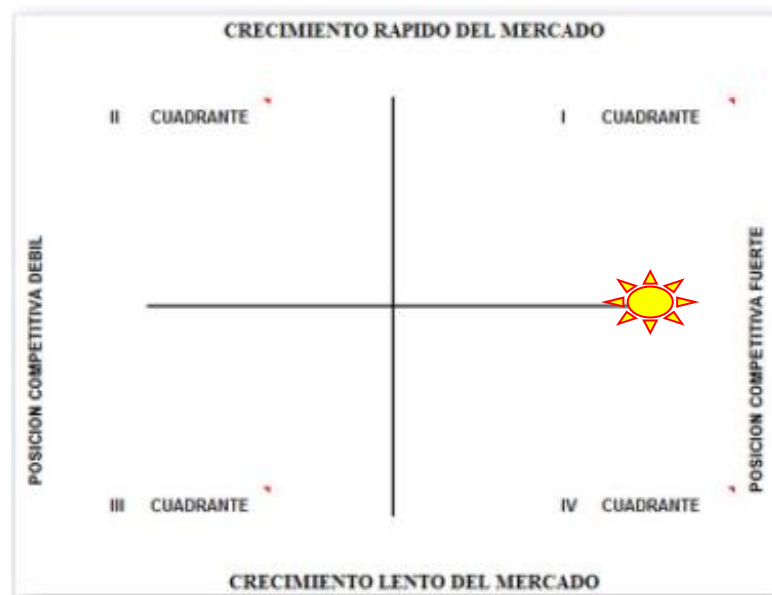 CRECIMIENTO RAPIDO DEL MERCADO
II CUADRANTE
I CUADRANTE
POSICION COMPETITIVA DEBIL
POSICION COMPETITIVA FUERTE
III CUADRANTE
IV CUADRANTE
CRECIMIENTO LENTO DEL MERCADO